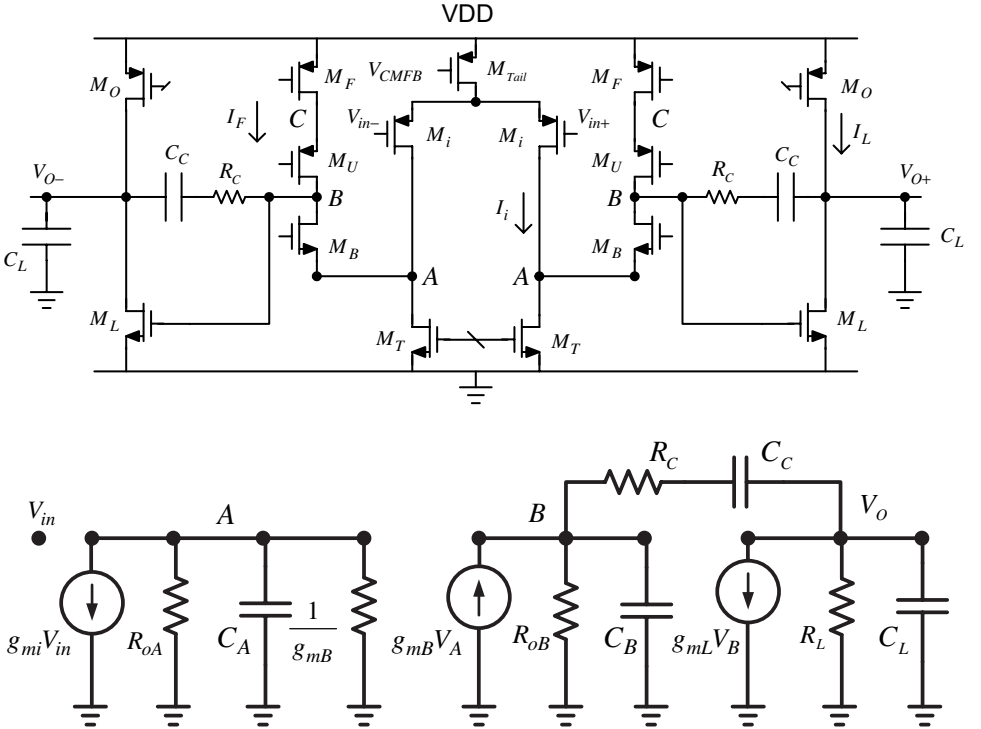 VDD
V_CMFB M_Tail
M_O M_F M_F M_O
I_F C V_in− M_i M_i V_in+ C I_L
C_C R_C M_U M_U R_C C_C
V_O− B I_i B V_O+
C_L M_B M_B C_L
A A
M_L M_T M_T M_L
R_C C_C
V_in A B V_O
g_mi V_in R_oA C_A 1/g_mB g_mB V_A R_oB C_B g_mL V_B R_L C_L